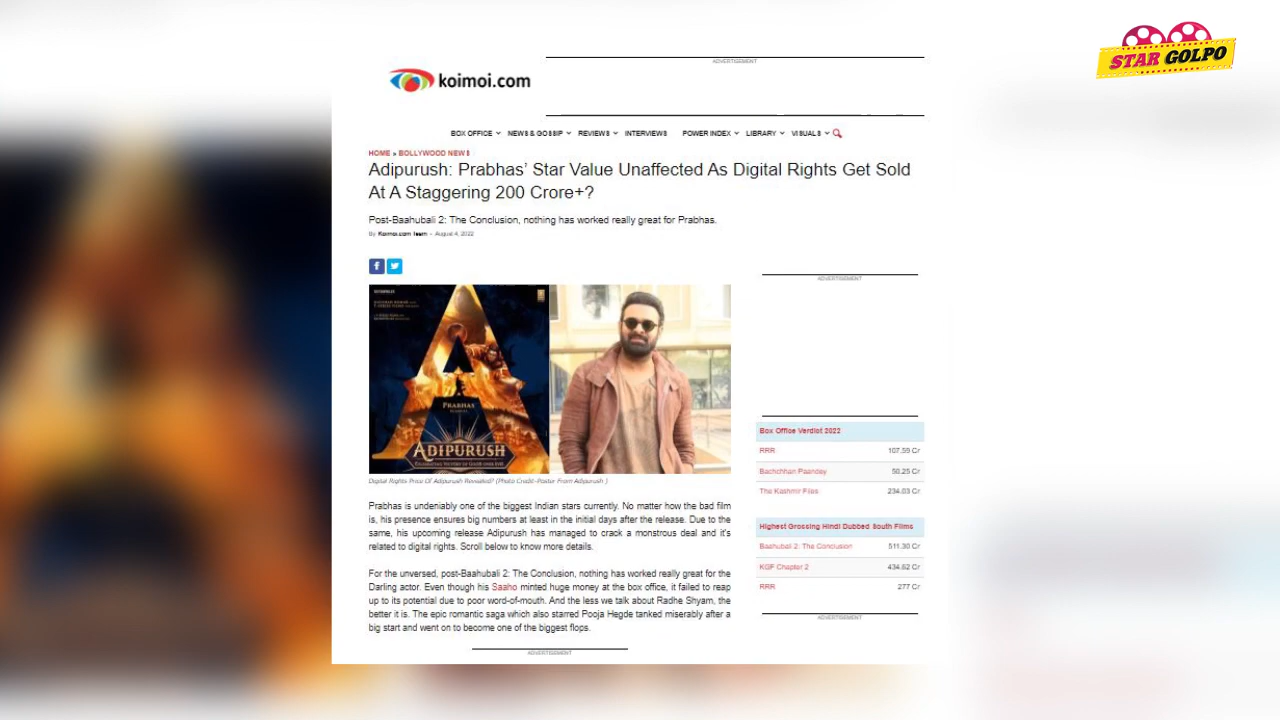 STAR GOLPO
koimoi.com
ADVERTISEMENT
BOX OFFICE NEWS & GOSSIP REVIEWS INTERVIEWS POWER INDEX LIBRARY VISUALS
HOME » BOLLYWOOD NEWS
Adipurush: Prabhas' Star Value Unaffected As Digital Rights Get Sold
At A Staggering 200 Crore+?
Post-Baahubali 2: The Conclusion, nothing has worked really great for Prabhas.
By Koimoi.com Team - August 4, 2022
PRABHAS
ADIPURUSH
CELEBRATING VICTORY OF GOOD OVER EVIL
Digital Rights Price Of Adipurush Revealed? (Photo Credit–Poster From Adipurush )
Prabhas is undeniably one of the biggest Indian stars currently. No matter how the bad film
is, his presence ensures big numbers at least in the initial days after the release. Due to the
same, his upcoming release Adipurush has managed to crack a monstrous deal and it's
related to digital rights. Scroll below to know more details.
For the unversed, post-Baahubali 2: The Conclusion, nothing has worked really great for the
Darling actor. Even though his Saaho minted huge money at the box office, it failed to reap
up to its potential due to poor word-of-mouth. And the less we talk about Radhe Shyam, the
better it is. The epic romantic saga which also starred Pooja Hegde tanked miserably after a
big start and went on to become one of the biggest flops.
ADVERTISEMENT
ADVERTISEMENT
Box Office Verdict 2022
RRR 107.59 Cr
Bachchhan Paandey 50.25 Cr
The Kashmir Files 234.03 Cr
Highest Grossing Hindi Dubbed South Films
Baahubali 2: The Conclusion 511.30 Cr
KGF Chapter 2 434.62 Cr
RRR 277 Cr
ADVERTISEMENT